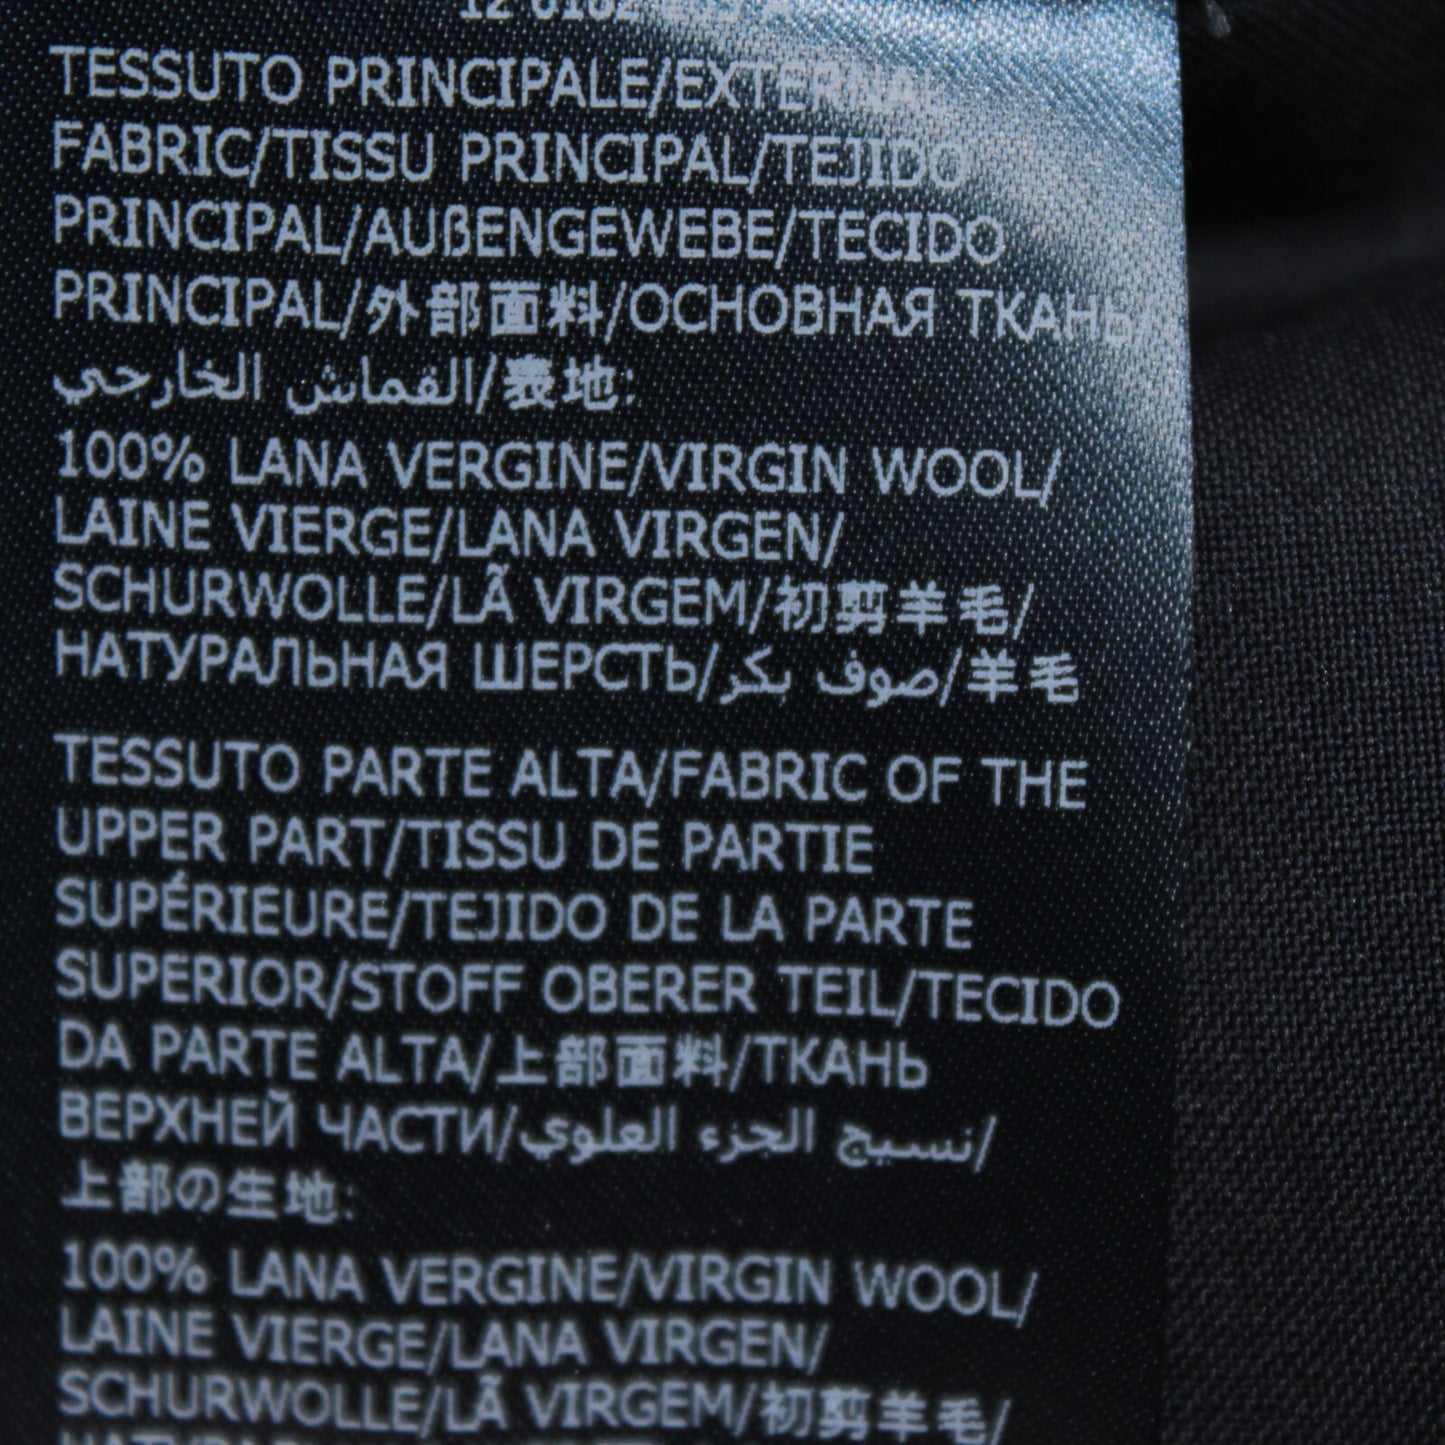 TESSUTO PRINCIPALE/EXTERNAL
FABRIC/TISSU PRINCIPAL/TEJIDO
PRINCIPAL/AUßENGEWEBE/TECIDO
PRINCIPAL/外部面料/ОСНОВНАЯ ТКАНЬ/
القماش الخارجي/表地:
100% LANA VERGINE/VIRGIN WOOL/
LAINE VIERGE/LANA VIRGEN/
SCHURWOLLE/LÃ VIRGEM/初剪羊毛/
НАТУРАЛЬНАЯ ШЕРСТЬ/صوف بكر/羊毛
TESSUTO PARTE ALTA/FABRIC OF THE
UPPER PART/TISSU DE PARTIE
SUPÉRIEURE/TEJIDO DE LA PARTE
SUPERIOR/STOFF OBERER TEIL/TECIDO
DA PARTE ALTA/上部面料/ТКАНЬ
ВЕРХНЕЙ ЧАСТИ/نسيج الجزء العلوي/
上部の生地:
100% LANA VERGINE/VIRGIN WOOL/
LAINE VIERGE/LANA VIRGEN/
SCHURWOLLE/LÃ VIRGEM/初剪羊毛/